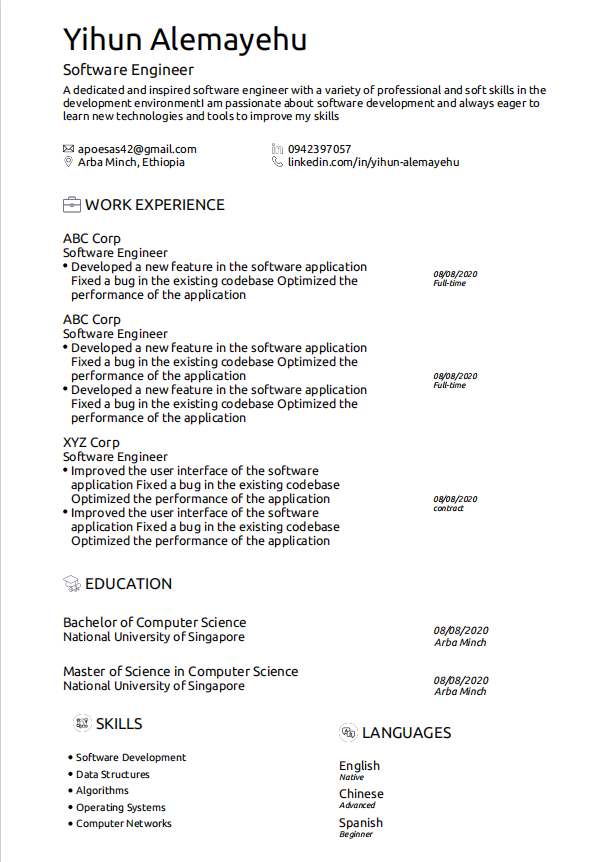 Yihun Alemayehu
Software Engineer
A dedicated and inspired software engineer with a variety of professional and soft skills in the
development environmentI am passionate about software development and always eager to
learn new technologies and tools to improve my skills
apoesas42@gmail.com
0942397057
Arba Minch, Ethiopia
linkedin.com/in/yihun-alemayehu
WORK EXPERIENCE
ABC Corp
Software Engineer
• Developed a new feature in the software application
Fixed a bug in the existing codebase Optimized the
performance of the application
08/08/2020
Full-time
ABC Corp
Software Engineer
• Developed a new feature in the software application
Fixed a bug in the existing codebase Optimized the
performance of the application
• Developed a new feature in the software application
Fixed a bug in the existing codebase Optimized the
performance of the application
08/08/2020
Full-time
XYZ Corp
Software Engineer
• Improved the user interface of the software
application Fixed a bug in the existing codebase
Optimized the performance of the application
• Improved the user interface of the software
application Fixed a bug in the existing codebase
Optimized the performance of the application
08/08/2020
contract
EDUCATION
Bachelor of Computer Science
National University of Singapore
08/08/2020
Arba Minch
Master of Science in Computer Science
National University of Singapore
08/08/2020
Arba Minch
SKILLS
• Software Development
• Data Structures
• Algorithms
• Operating Systems
• Computer Networks
LANGUAGES
English
Native
Chinese
Advanced
Spanish
Beginner